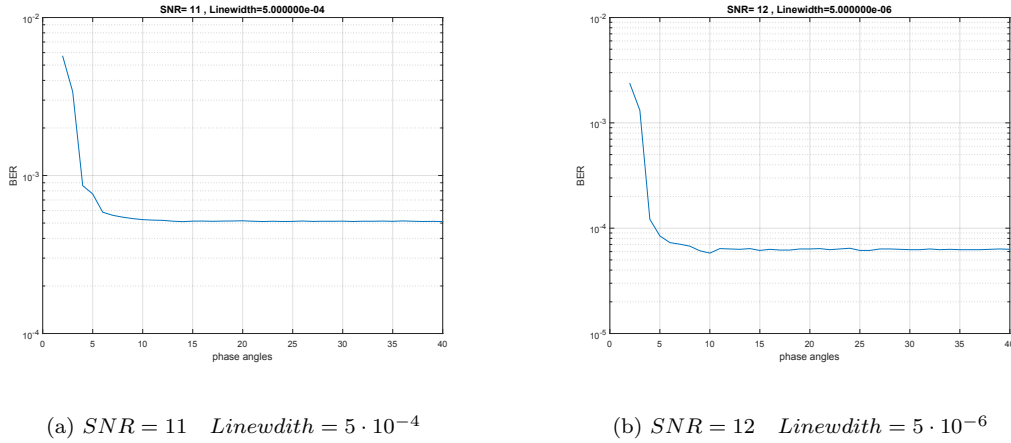 SNR= 11 , Linewidth=5.000000e-04
10^-2
10^-3
10^-4
BER
0 5 10 15 20 25 30 35 40
phase angles
(a) SNR = 11 Linewdith = 5 · 10^-4
SNR= 12 , Linewidth=5.000000e-06
10^-2
10^-3
10^-4
10^-5
BER
0 5 10 15 20 25 30 35 40
phase angles
(b) SNR = 12 Linewdith = 5 · 10^-6